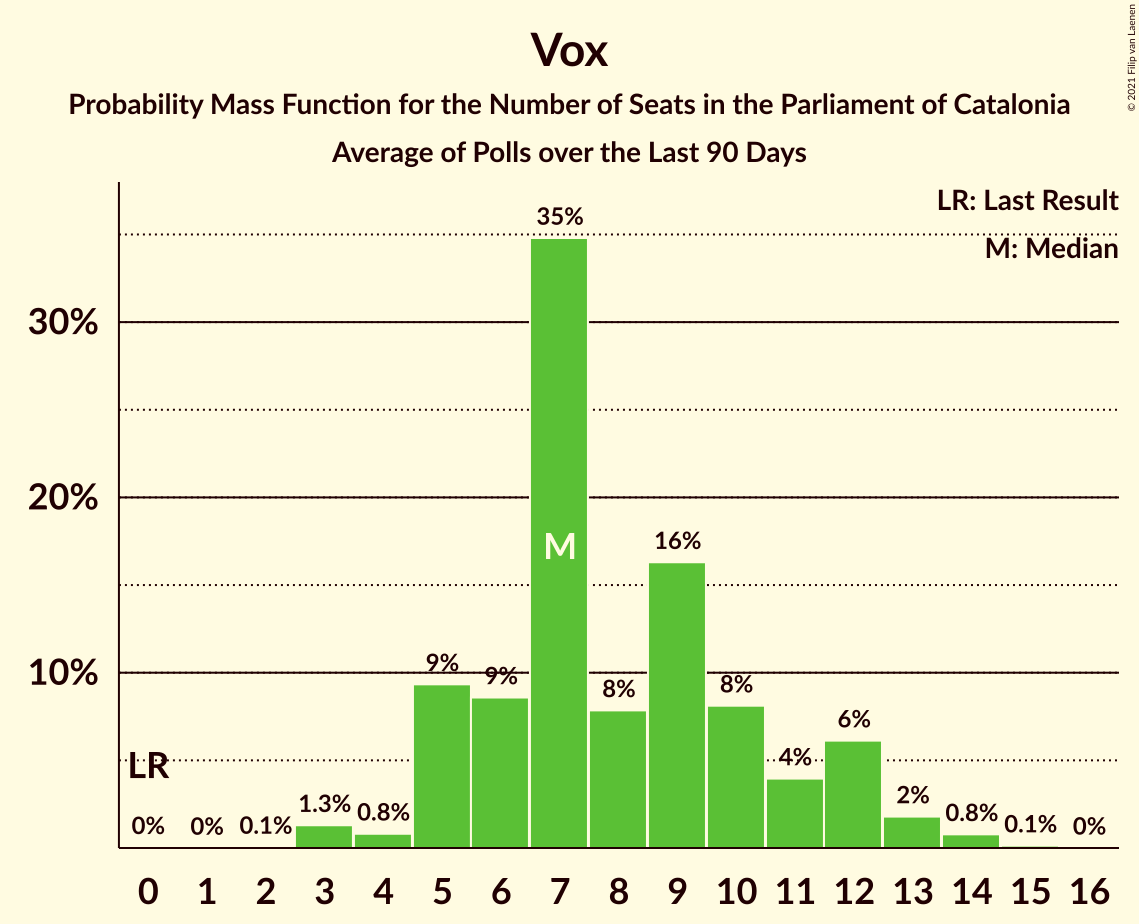 Vox
Probability Mass Function for the Number of Seats in the Parliament of Catalonia
Average of Polls over the Last 90 Days
© 2021 Filip van Laenen
LR: Last Result
M: Median
35%
30%
20%
M
16%
10%
9%
9%
8%
8%
6%
4%
LR
2%
1.3%
0.8%
0.8%
0%
0%
0.1%
0.1%
0%
0 1 2 3 4 5 6 7 8 9 10 11 12 13 14 15 16